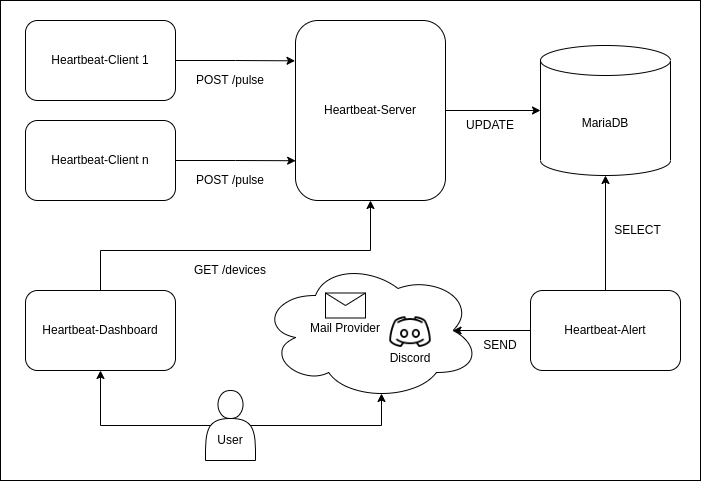 Heartbeat-Client 1
POST /pulse
Heartbeat-Server
UPDATE
MariaDB
Heartbeat-Client n
POST /pulse
SELECT
GET /devices
Heartbeat-Dashboard
Mail Provider
Discord
SEND
Heartbeat-Alert
User